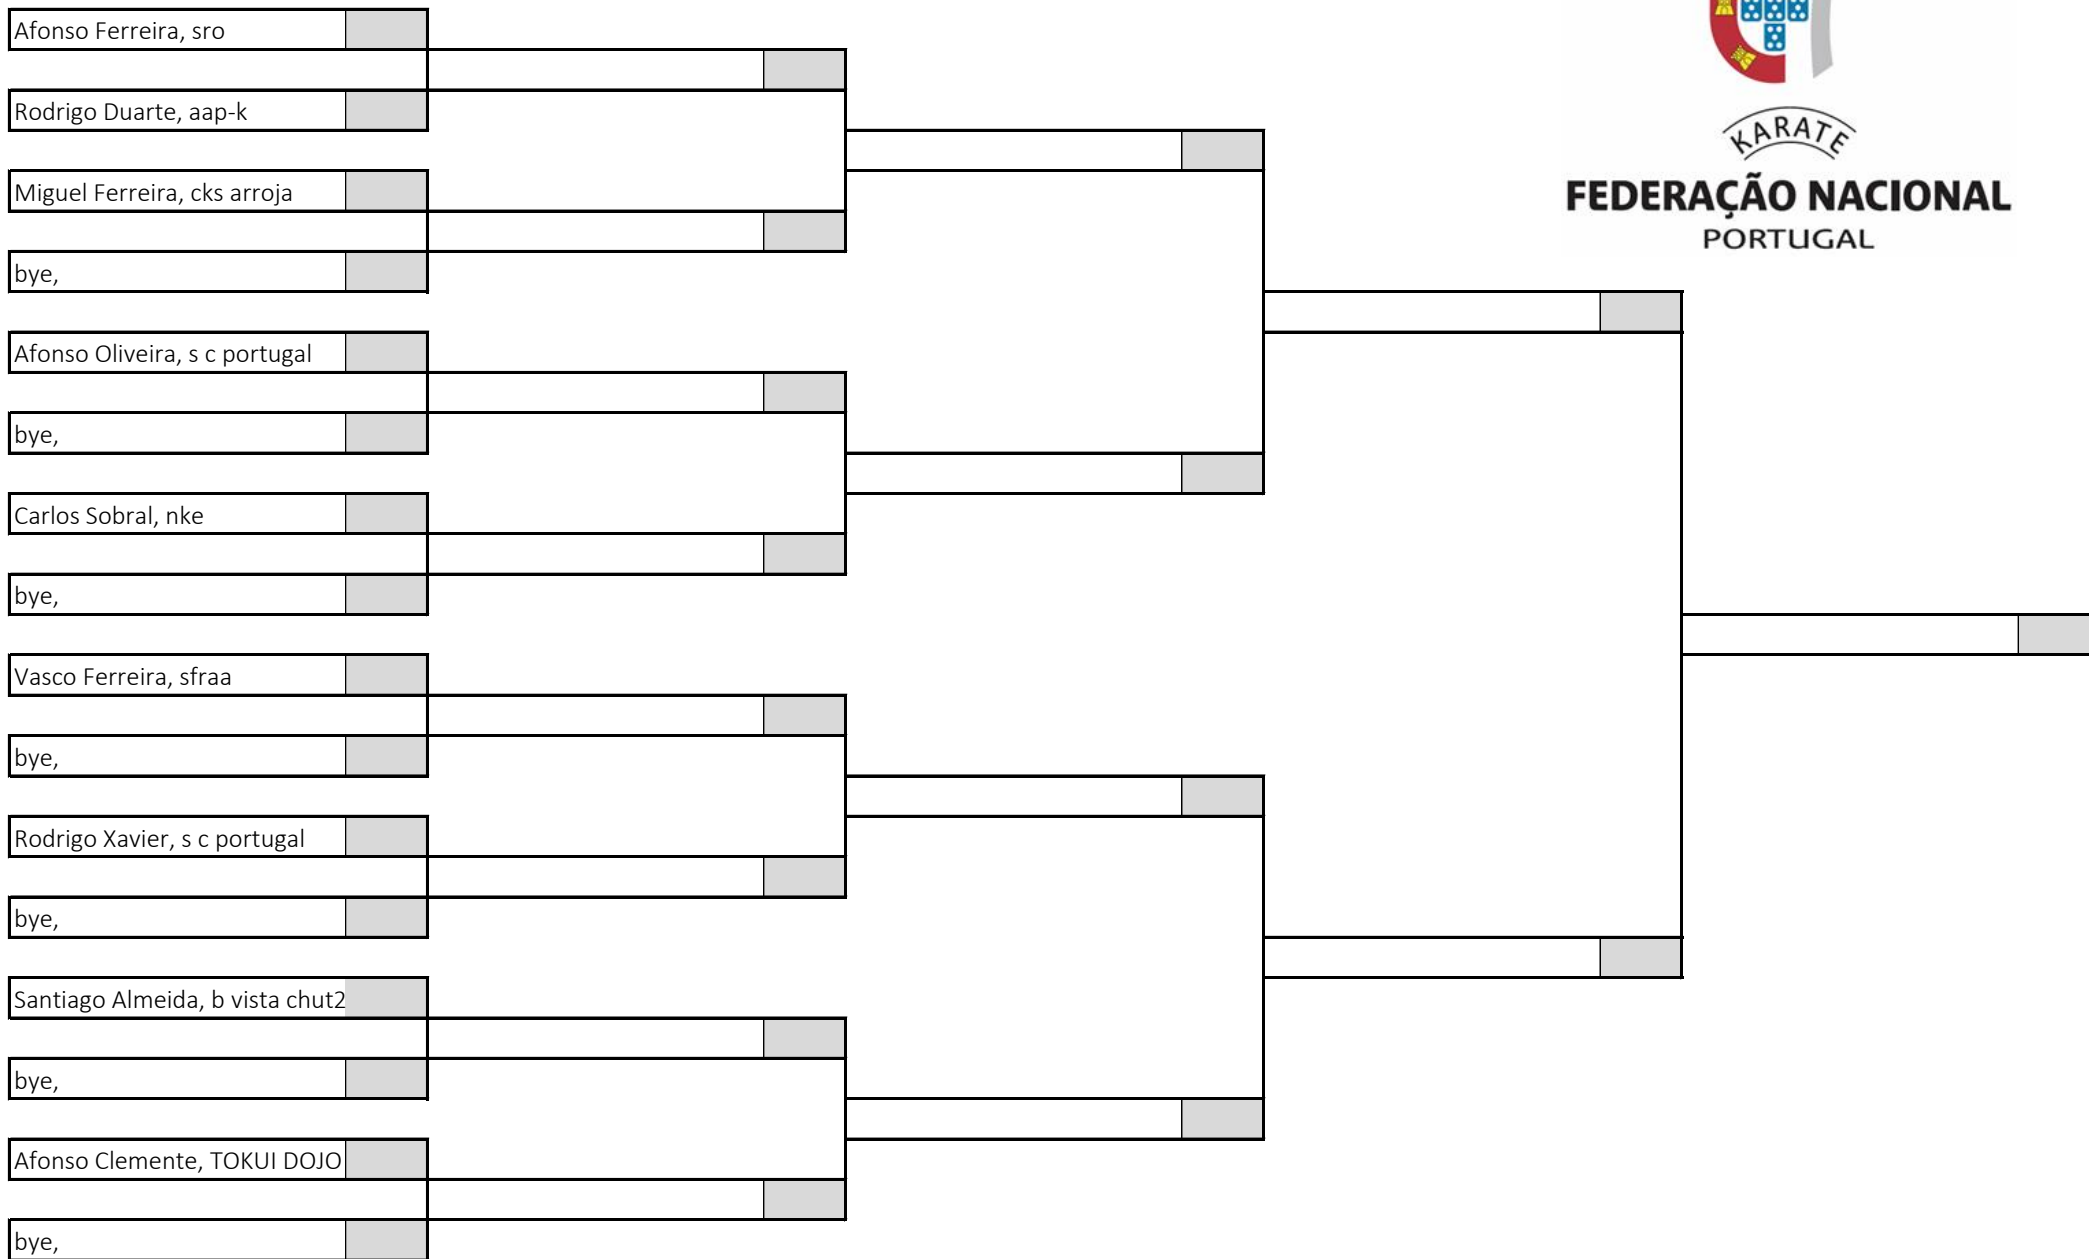 Afonso Ferreira, sro
Rodrigo Duarte, aap-k
KARATE
Miguel Ferreira, cks arroja
FEDERAÇÃO NACIONAL
PORTUGAL
bye,
Afonso Oliveira, s c portugal
bye,
Carlos Sobral, nke
bye,
Vasco Ferreira, sfraa
bye,
Rodrigo Xavier, s c portugal
bye,
Santiago Almeida, b vista chut2
bye,
Afonso Clemente, TOKUI DOJO
bye,